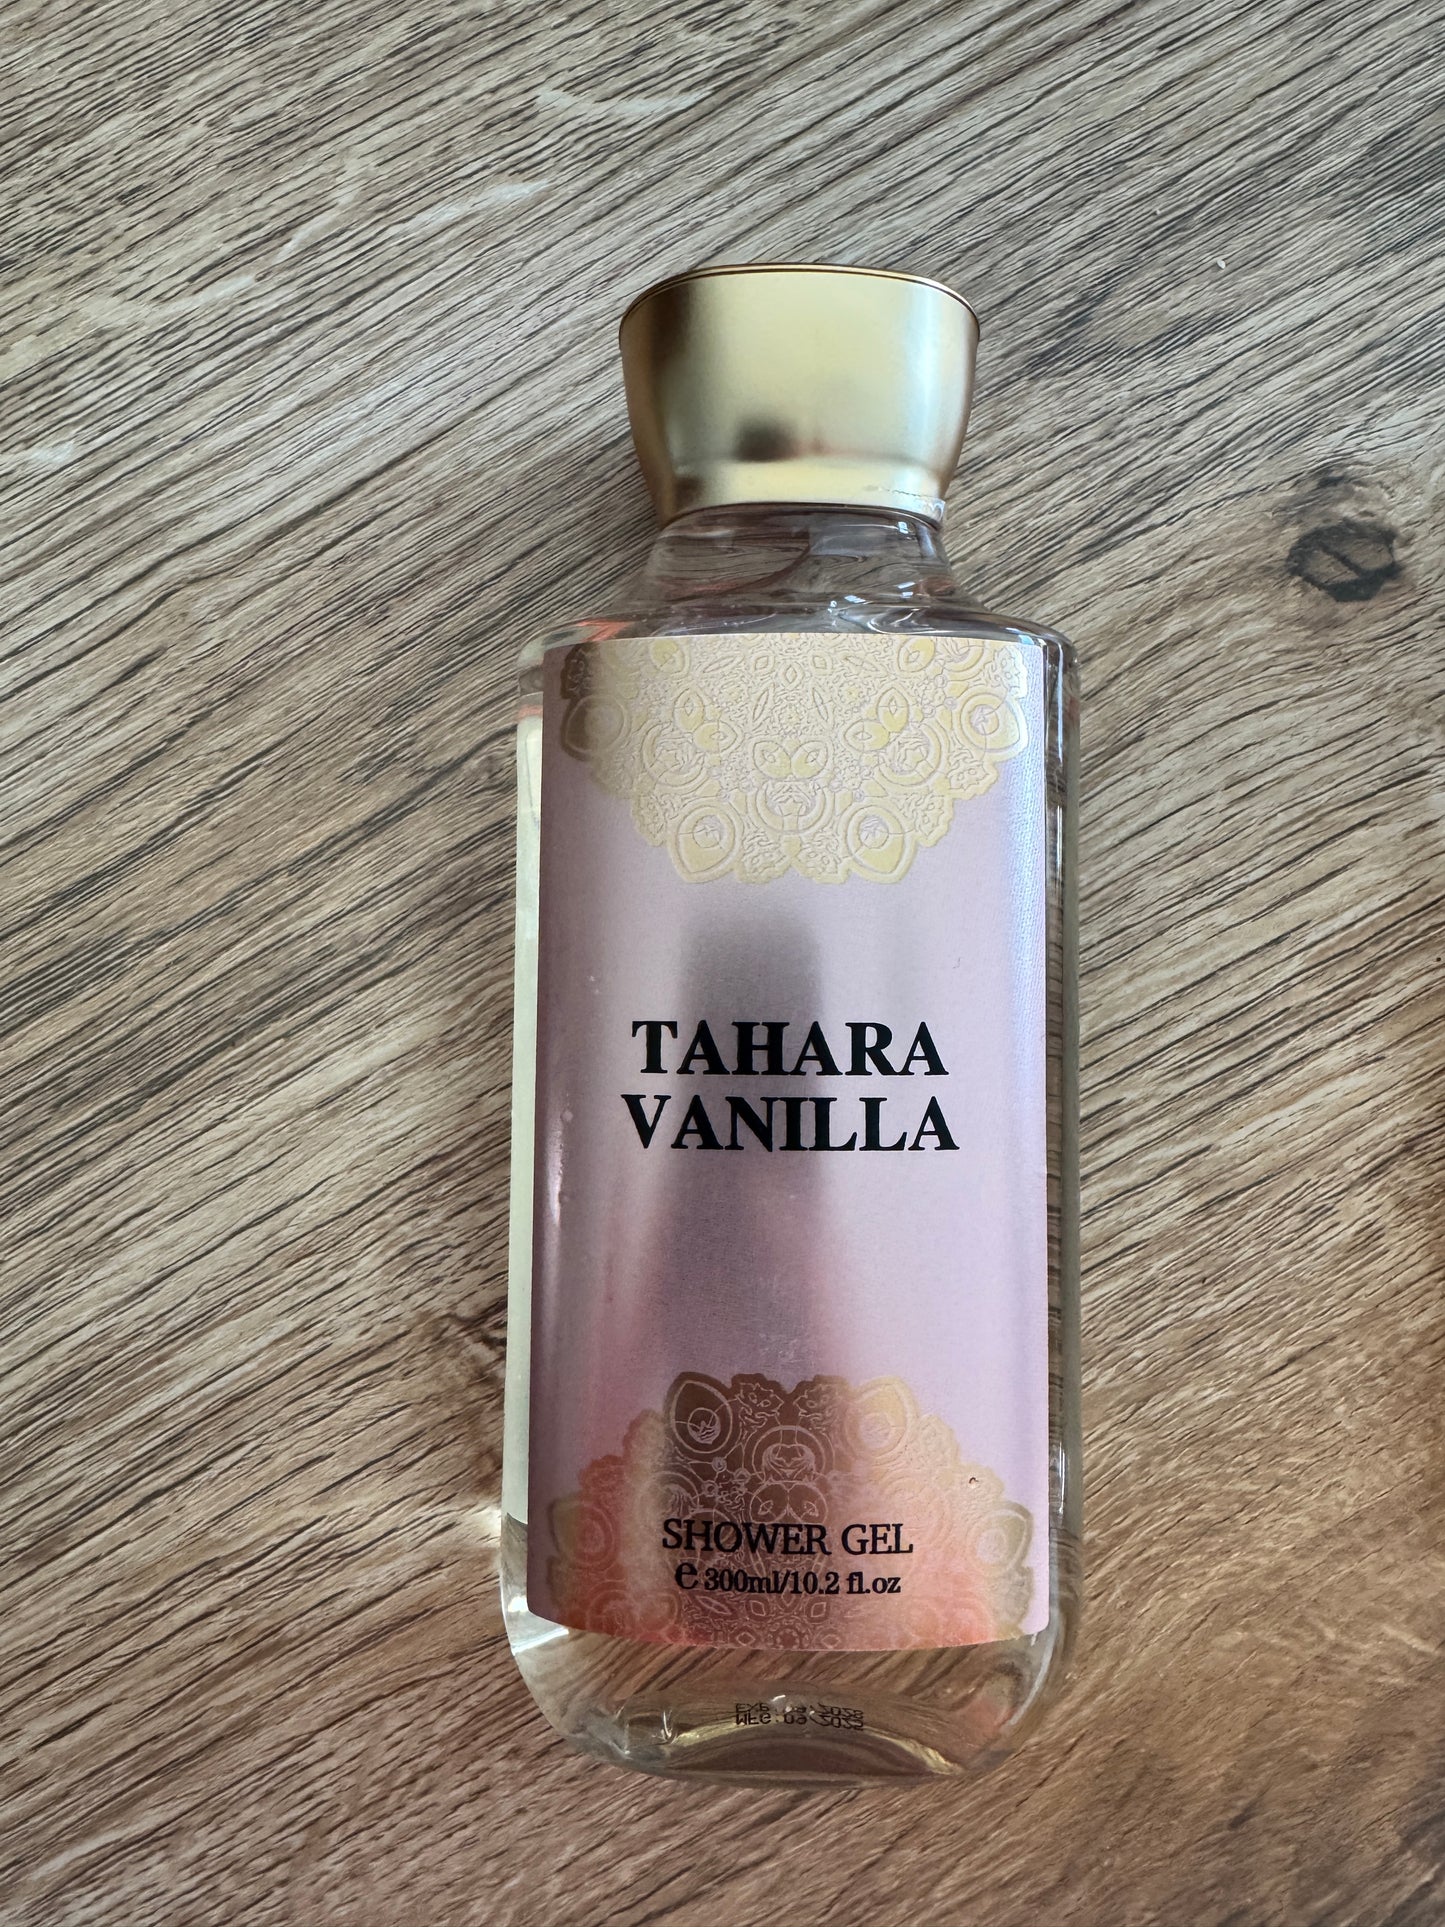 TAHARA
VANILLA
SHOWER GEL
℮ 300ml/10.2 fl.oz